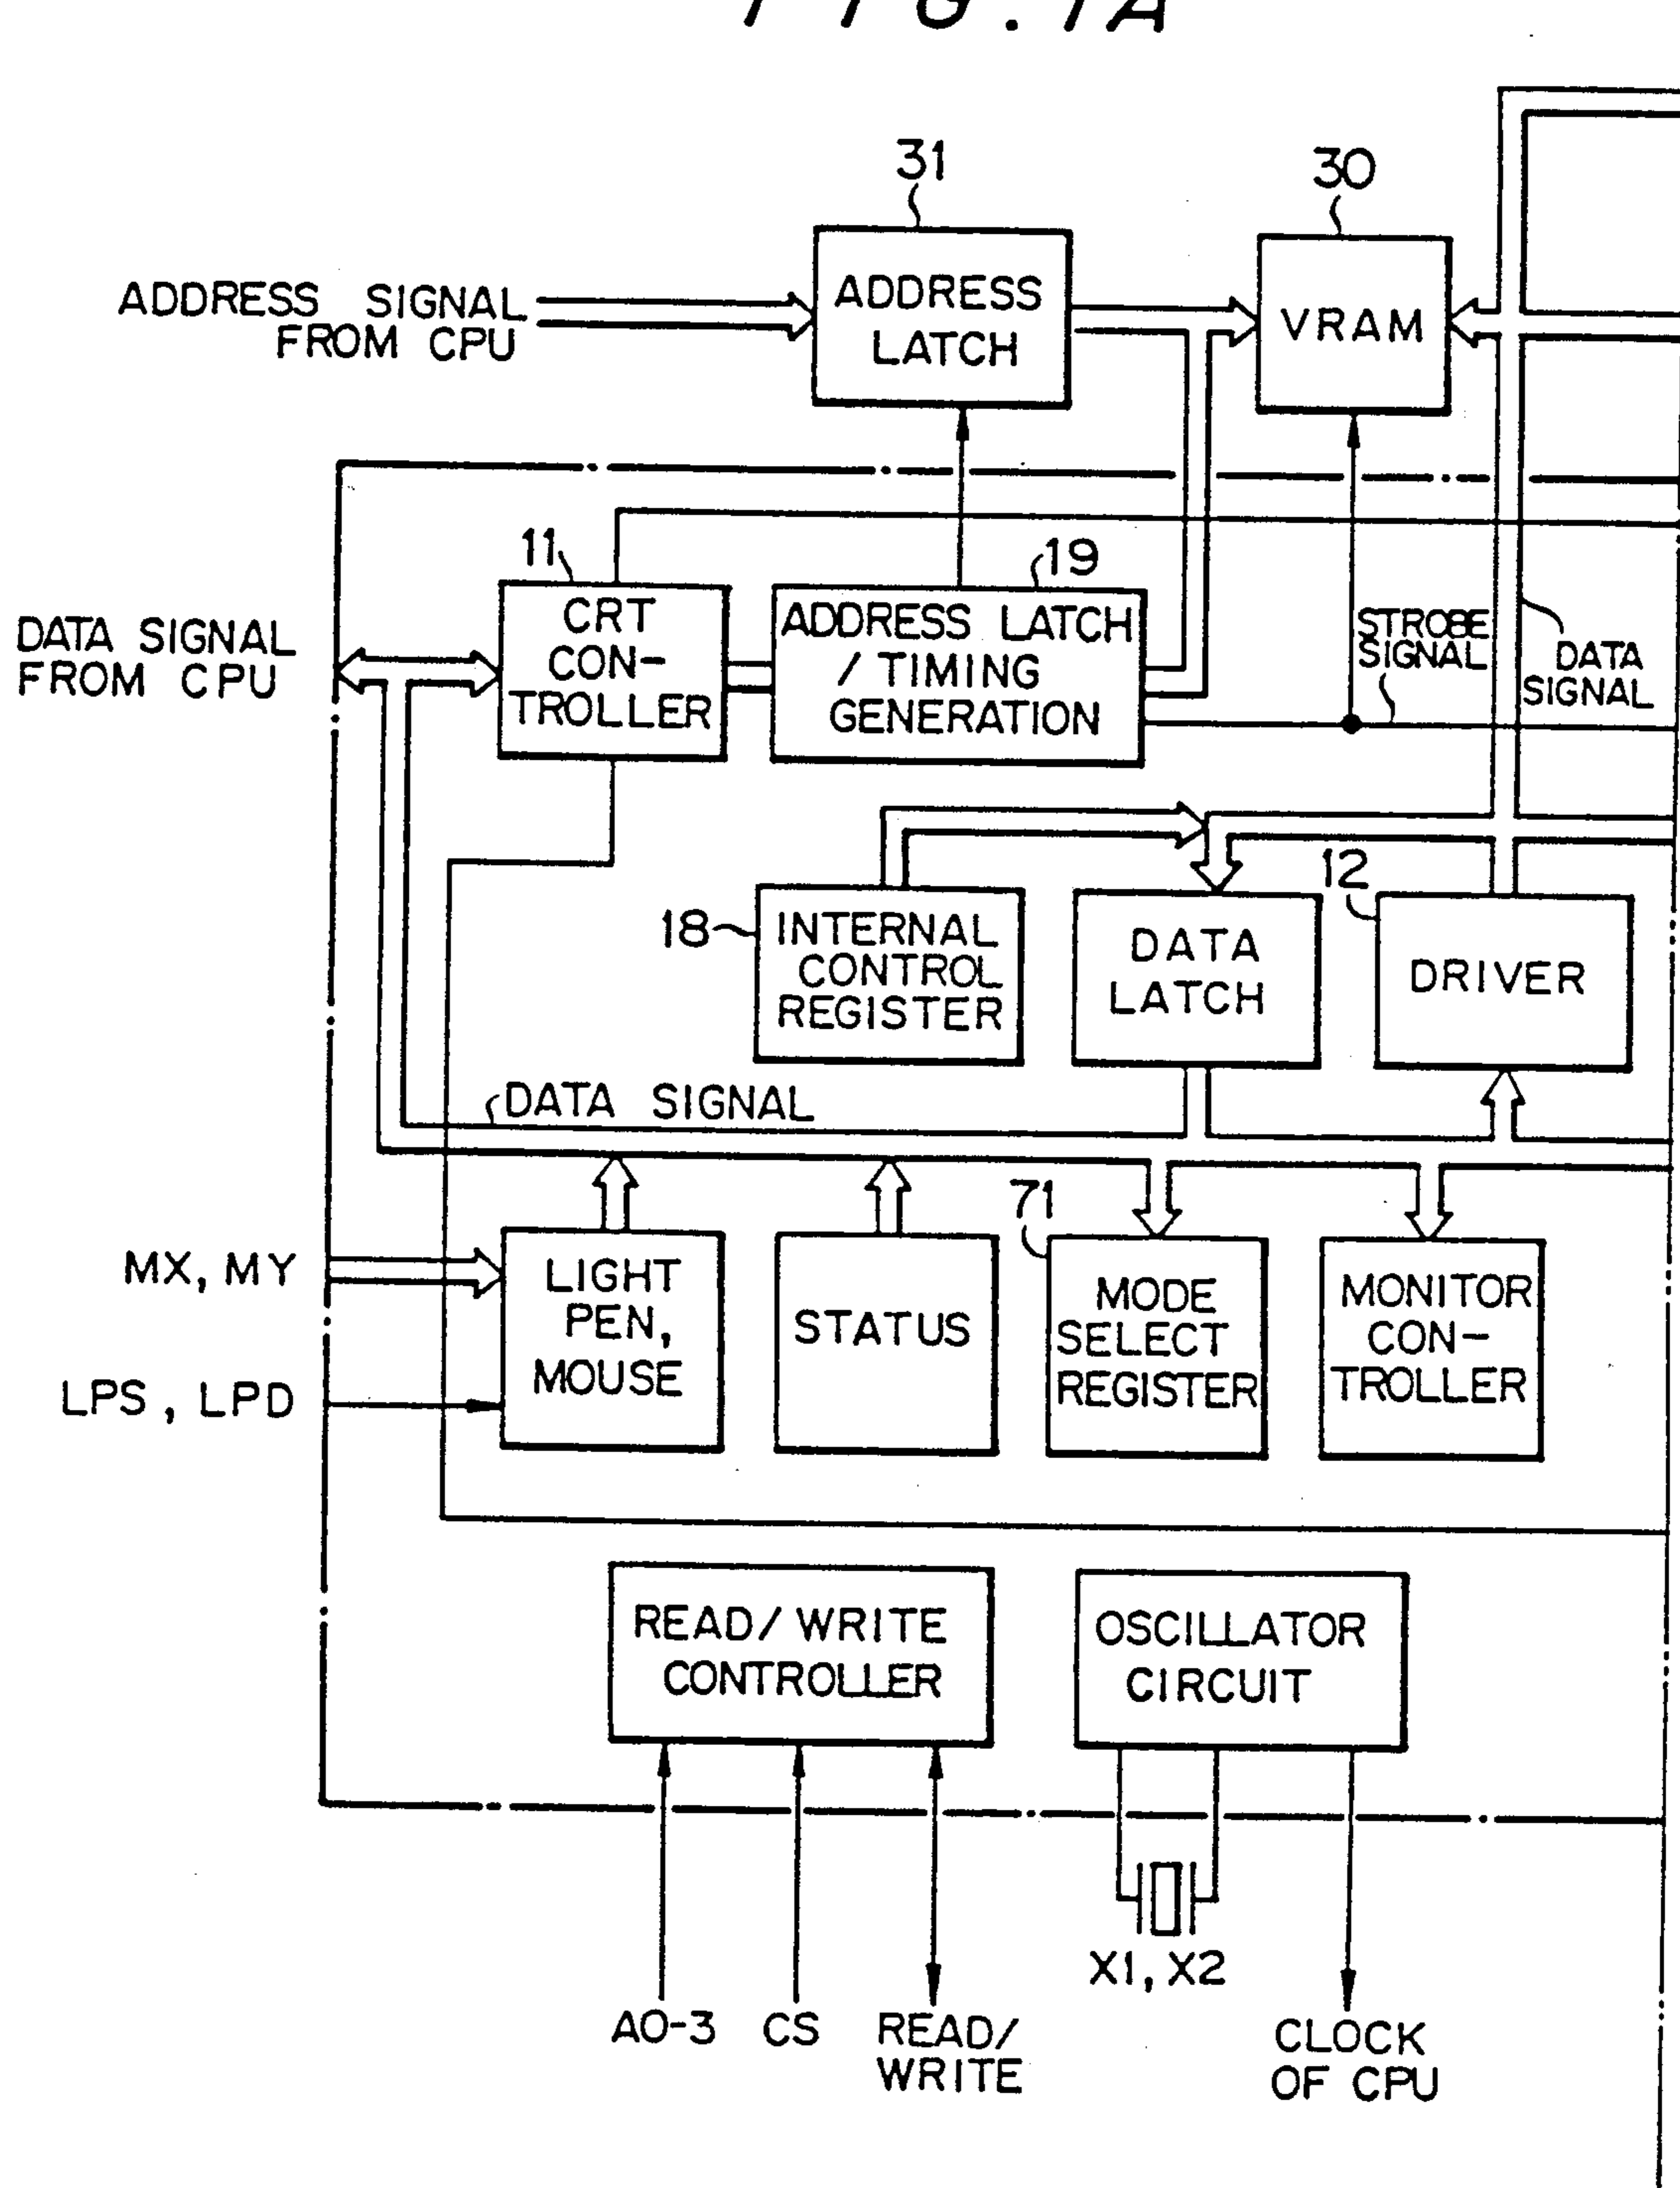 FIG. 1A
31
30
ADDRESS SIGNAL
FROM CPU
ADDRESS
LATCH
VRAM
11
19
DATA SIGNAL
FROM CPU
CRT
CON-
TROLLER
ADDRESS LATCH
/ TIMING
GENERATION
STROBE
SIGNAL
DATA
SIGNAL
18
INTERNAL
CONTROL
REGISTER
DATA
LATCH
12
DRIVER
DATA SIGNAL
MX, MY
LPS, LPD
LIGHT
PEN,
MOUSE
STATUS
71
MODE
SELECT
REGISTER
MONITOR
CON-
TROLLER
READ/WRITE
CONTROLLER
OSCILLATOR
CIRCUIT
X1, X2
A0-3
CS
READ/
WRITE
CLOCK
OF CPU